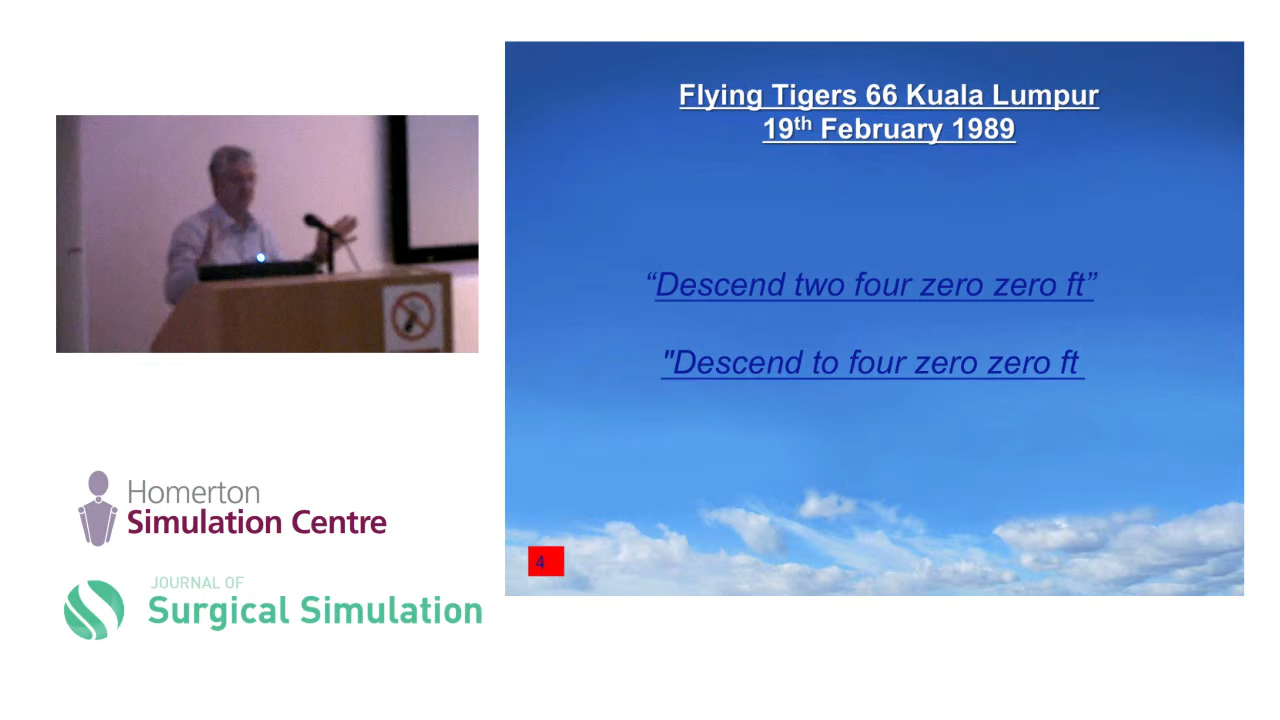 Flying Tigers 66 Kuala Lumpur
19th February 1989
“Descend two four zero zero ft”
"Descend to four zero zero ft
4
Homerton
Simulation Centre
JOURNAL OF
Surgical Simulation